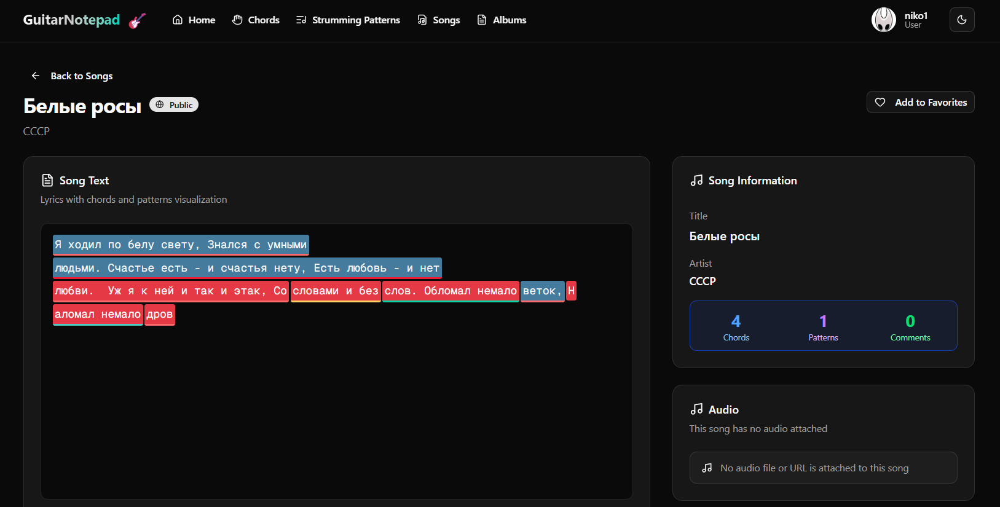 GuitarNotepad
Home
Chords
Strumming Patterns
Songs
Albums
niko1
User
Back to Songs
Белые росы
Public
Add to Favorites
СССР
Song Text
Lyrics with chords and patterns visualization
Я ходил по белу свету, Знался с умными
людьми. Счастье есть - и счастья нету, Есть любовь - и нет
любви.  Уж я к ней и так и этак, Со словами и без слов. Обломал немало веток, Н
аломал немало дров
Song Information
Title
Белые росы
Artist
СССР
4
Chords
1
Patterns
0
Comments
Audio
This song has no audio attached
No audio file or URL is attached to this song